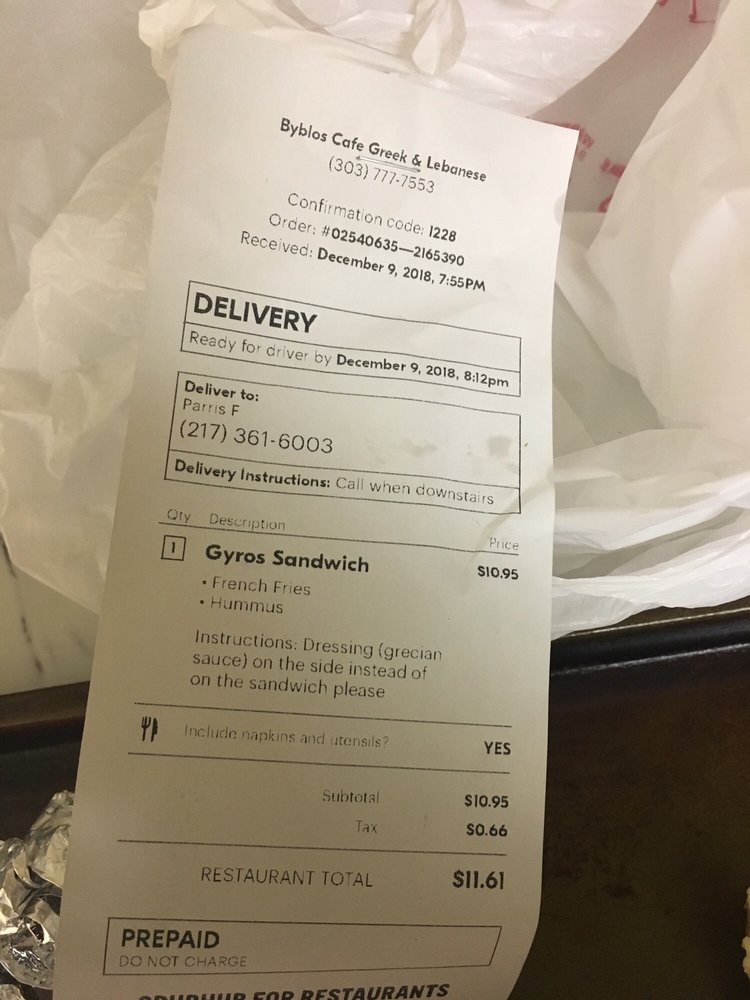 Byblos Cafe Greek & Lebanese
(303) 777-7553
Confirmation code: 1228
Order: #02540635—2165390
Received: December 9, 2018, 7:55PM
DELIVERY
Ready for driver by December 9, 2018, 8:12pm
Deliver to:
Parris F
(217) 361-6003
Delivery Instructions: Call when downstairs
Qty Description Price
1 Gyros Sandwich $10.95
• French Fries
• Hummus
Instructions: Dressing (grecian
sauce) on the side instead of
on the sandwich please
Include napkins and utensils? YES
Subtotal $10.95
Tax $0.66
RESTAURANT TOTAL $11.61
PREPAID
DO NOT CHARGE
GRUBHUB FOR RESTAURANTS